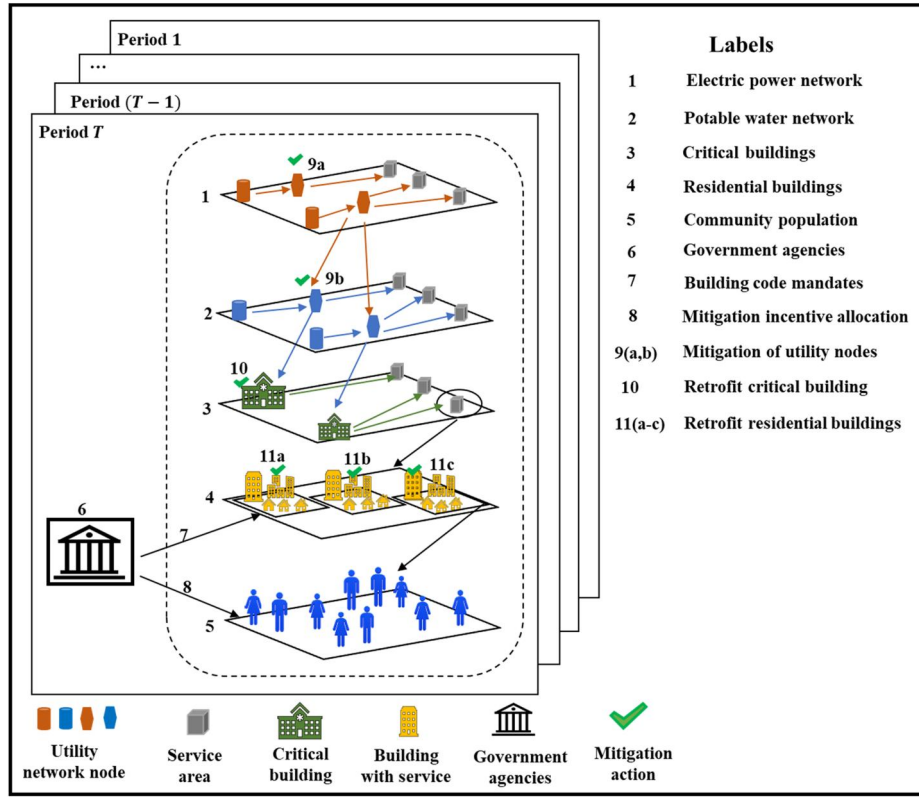 Period 1
...
Period (T − 1)
Period T
9a
1
9b
2
10
3
11a
11b
11c
4
6
7
8
5
Labels
1 Electric power network
2 Potable water network
3 Critical buildings
4 Residential buildings
5 Community population
6 Government agencies
7 Building code mandates
8 Mitigation incentive allocation
9(a,b) Mitigation of utility nodes
10 Retrofit critical building
11(a-c) Retrofit residential buildings
Utility
network node
Service
area
Critical
building
Building
with service
Government
agencies
Mitigation
action